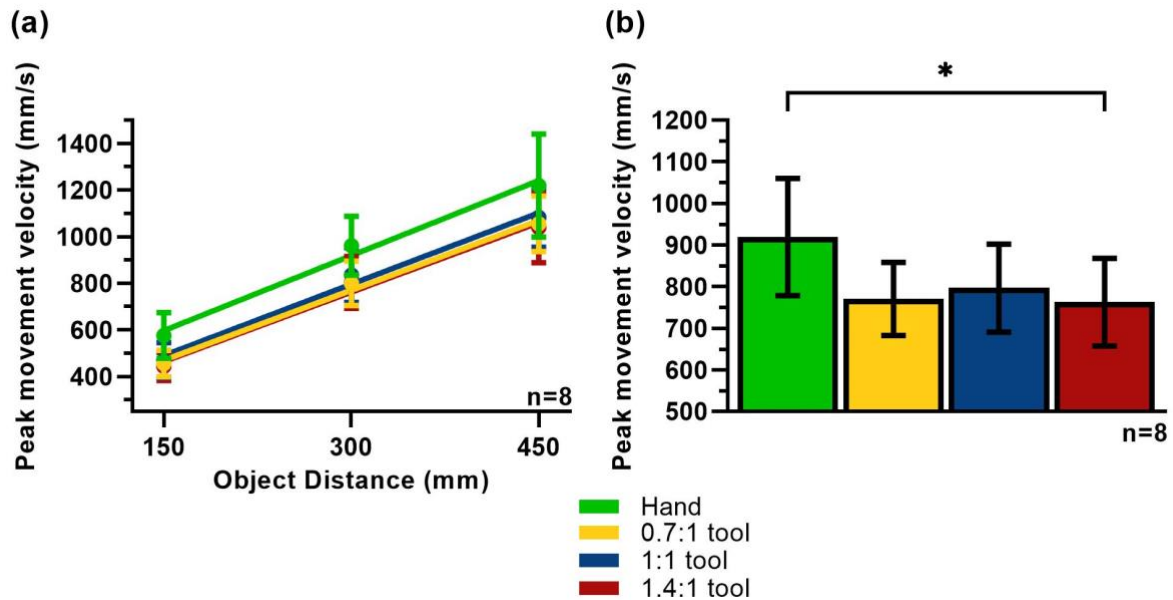 (a)
Peak movement velocity (mm/s)
1400
1200
1000
800
600
400
n=8
150
300
450
Object Distance (mm)
(b)
*
Peak movement velocity (mm/s)
1200
1100
1000
900
800
700
600
500
n=8
Hand
0.7:1 tool
1:1 tool
1.4:1 tool